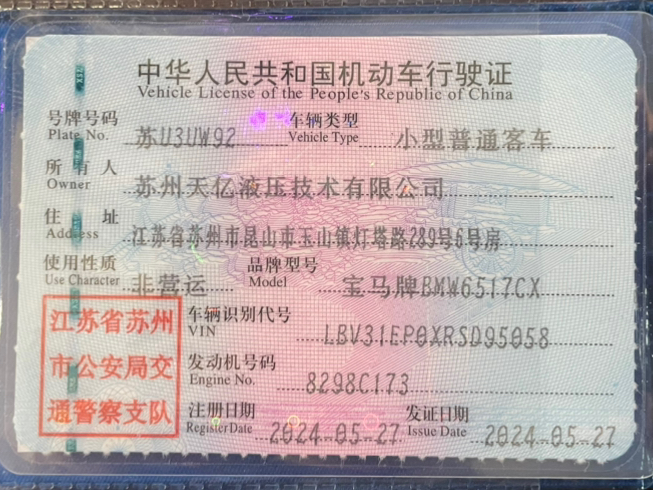 中华人民共和国机动车行驶证
Vehicle License of the People's Republic of China
号牌号码 苏U3UW92 车辆类型 小型普通客车
Plate No. Vehicle Type
所有人 苏州天亿液压技术有限公司
Owner
住址 江苏省苏州市昆山市玉山镇灯塔路289号6号房
Address
使用性质 非营运 品牌型号 宝马牌BMW6517CX
Use Character Model
江苏省苏州
市公安局交
通警察支队
车辆识别代号 LBV31EP0XRSD95058
VIN
发动机号码 8298C173
Engine No.
注册日期 2024-05-27 发证日期 2024-05-27
Register Date Issue Date